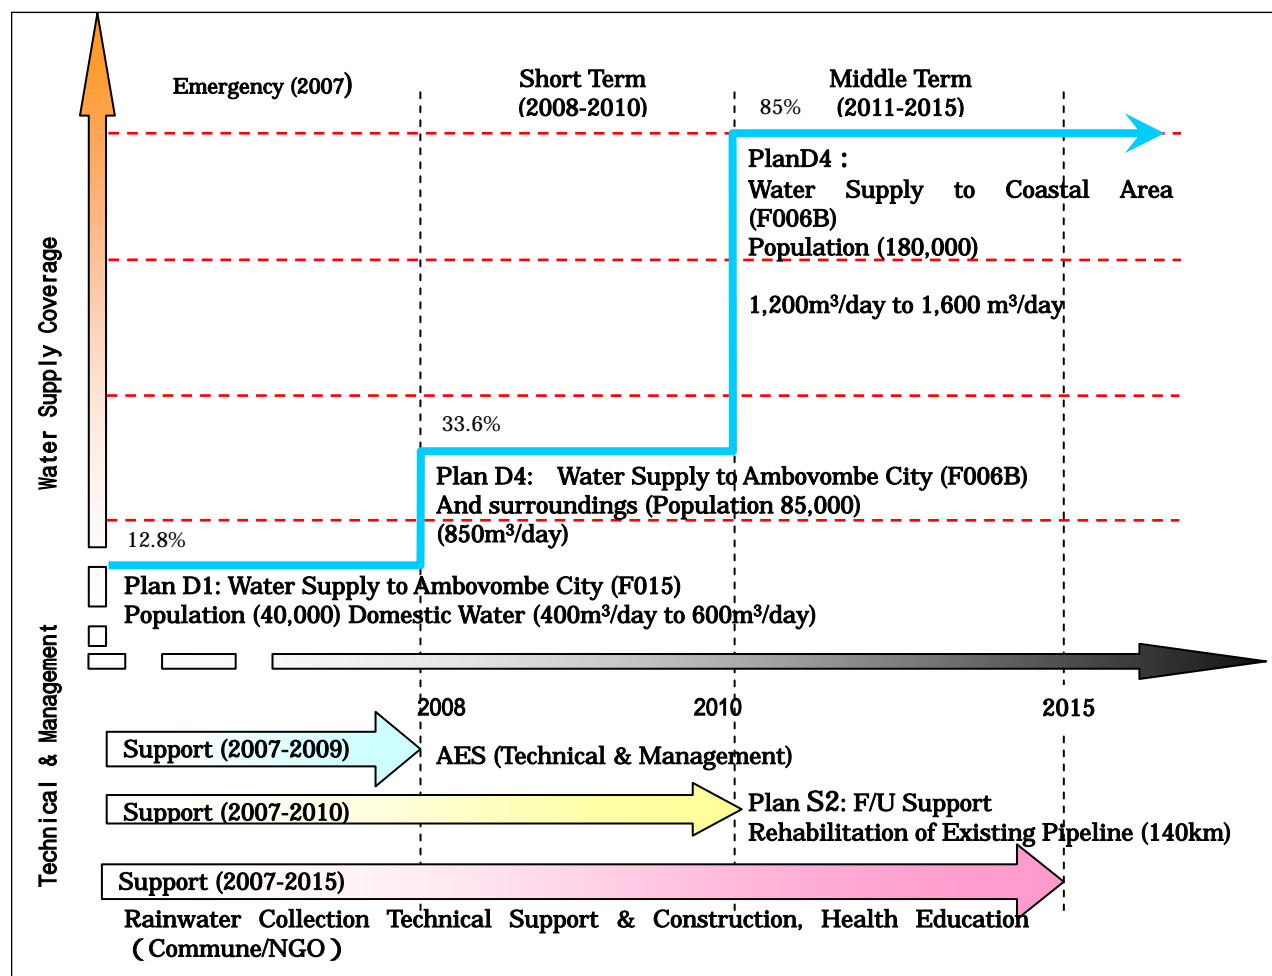 Emergency (2007)
Short Term
(2008-2010)
Middle Term
(2011-2015)
85%
PlanD4 :
Water Supply to Coastal Area
(F006B)
Population (180,000)
1,200m³/day to 1,600 m³/day
33.6%
Plan D4: Water Supply to Ambovombe City (F006B)
And surroundings (Population 85,000)
(850m³/day)
12.8%
Plan D1: Water Supply to Ambovombe City (F015)
Population (40,000) Domestic Water (400m³/day to 600m³/day)
Water Supply Coverage
Technical & Management
2008
2010
2015
Support (2007-2009)
AES (Technical & Management)
Support (2007-2010)
Plan S2: F/U Support
Rehabilitation of Existing Pipeline (140km)
Support (2007-2015)
Rainwater Collection Technical Support & Construction, Health Education
( Commune/NGO )